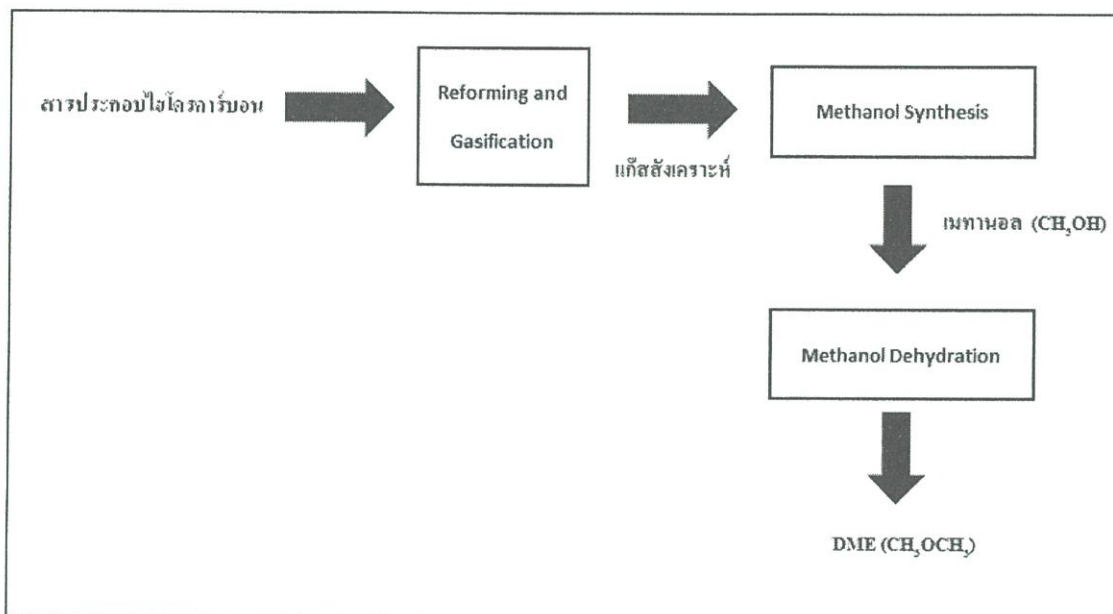 สารประกอบไฮโดรคาร์บอน
Reforming and
Gasification
แก๊สสังเคราะห์
Methanol Synthesis
เมทานอล (CH₃OH)
Methanol Dehydration
DME (CH₃OCH₃)